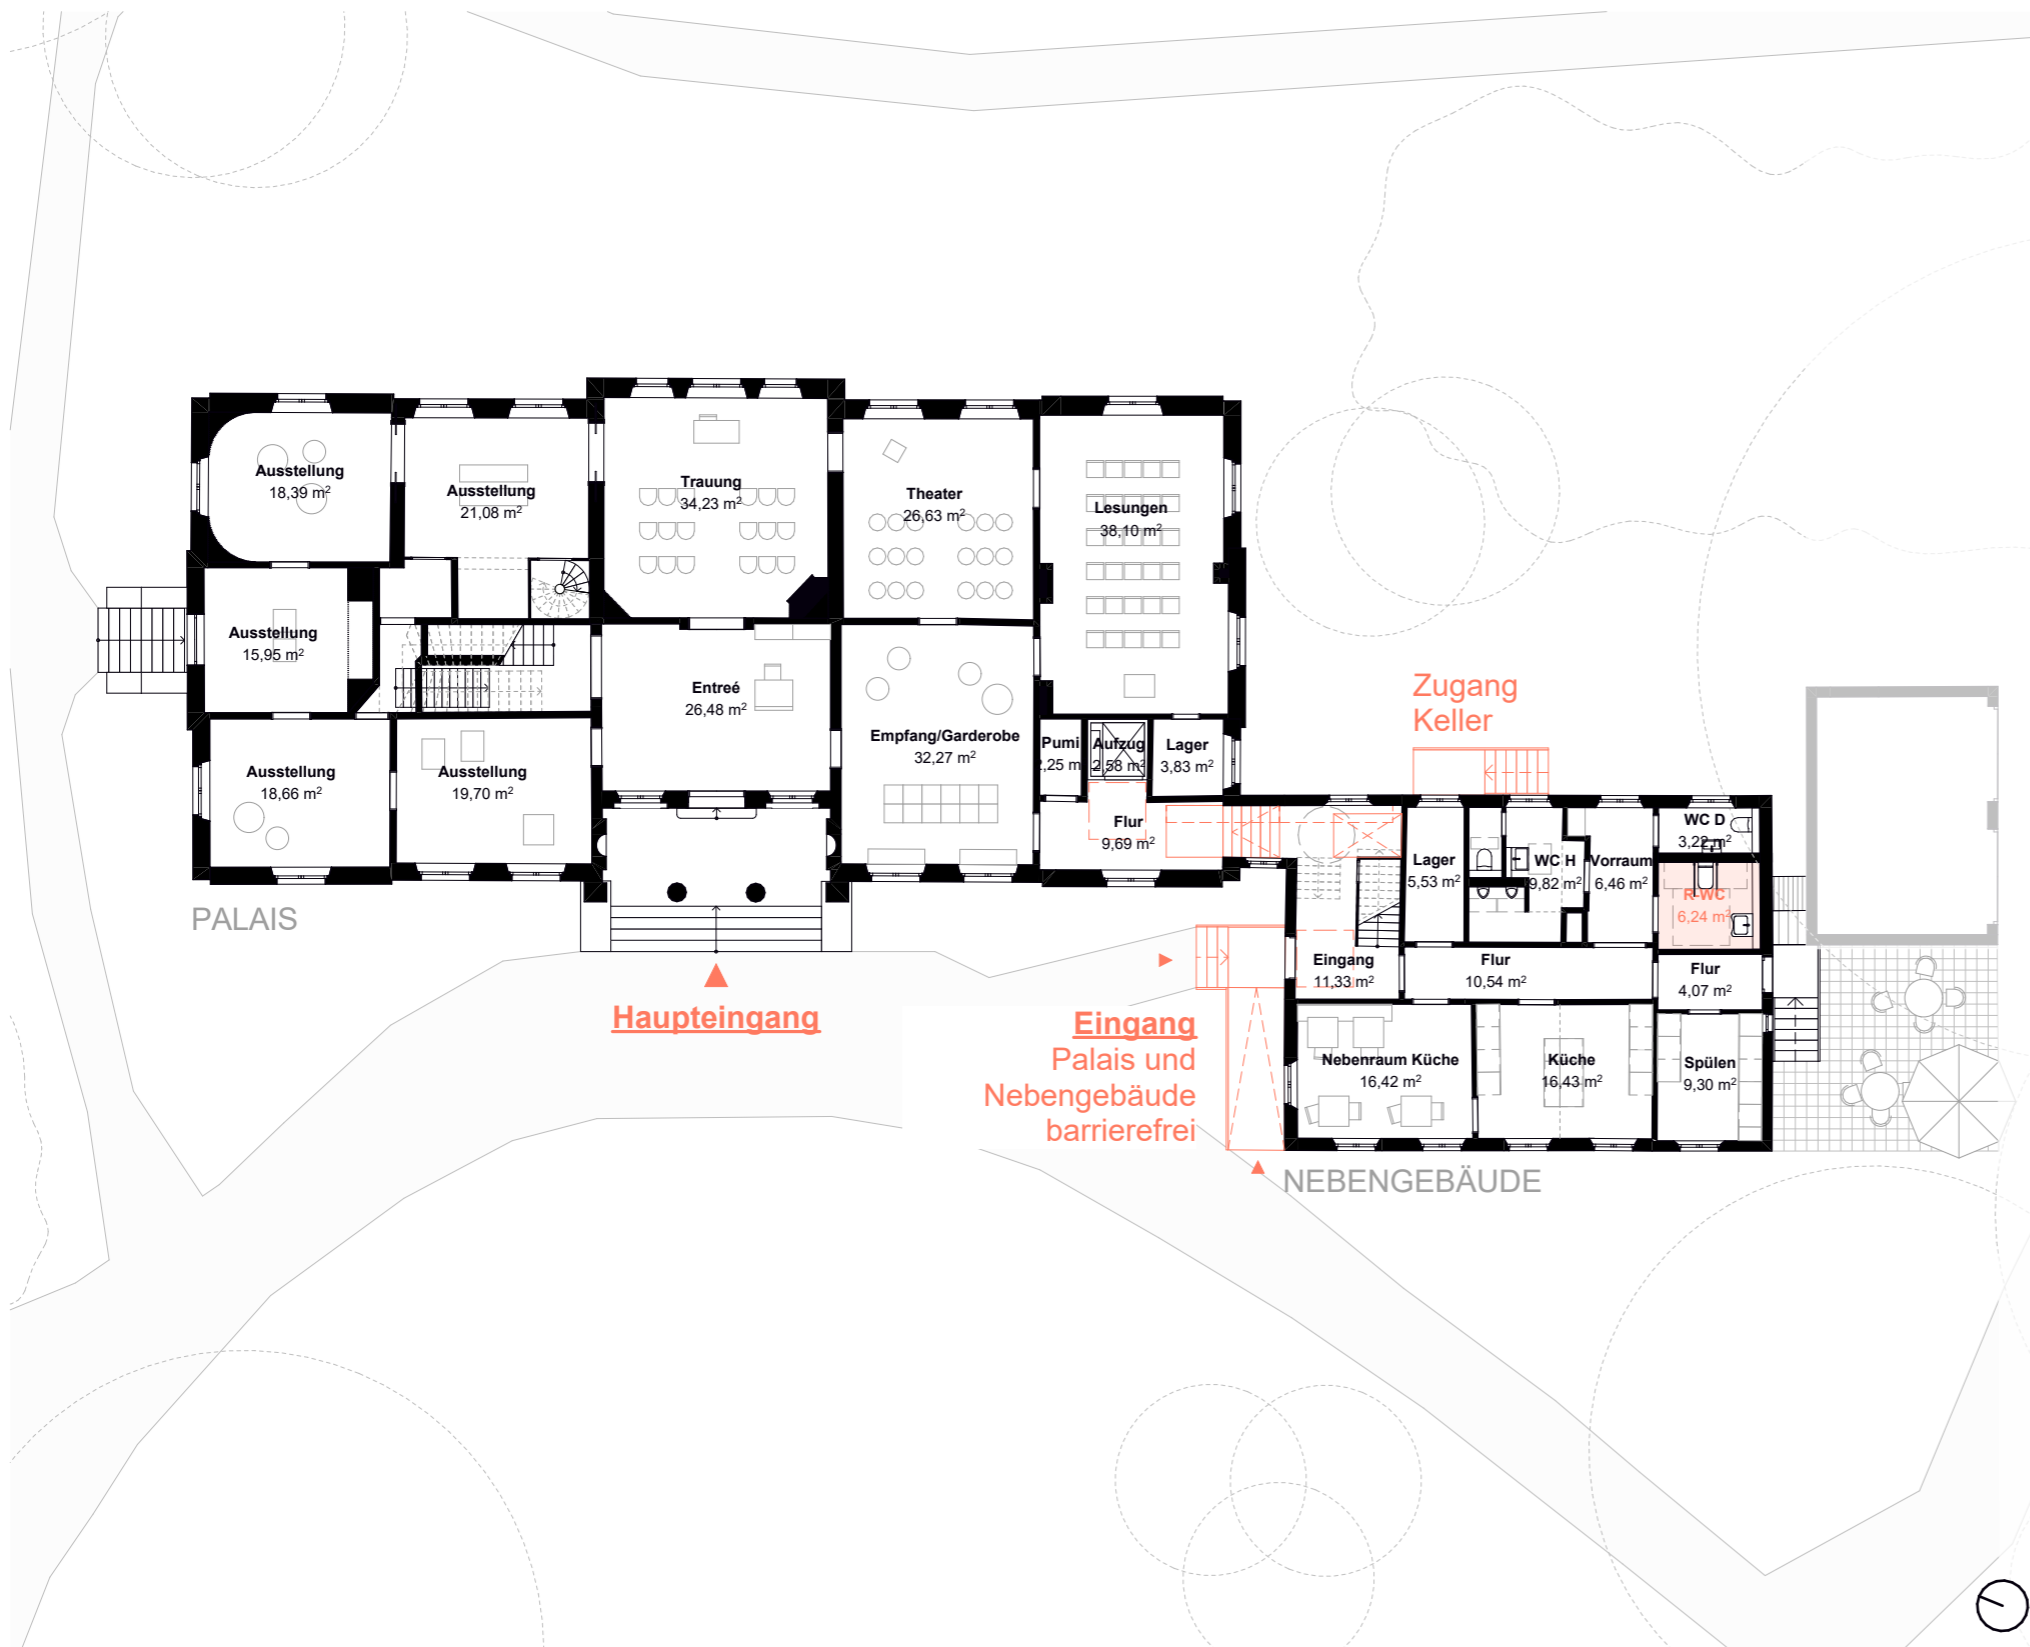 Ausstellung
18,39 m²
Ausstellung
21,08 m²
Trauung
34,23 m²
Theater
26,63 m²
Lesungen
38,10 m²
Ausstellung
15,95 m²
Entreé
26,48 m²
Empfang/Garderobe
32,27 m²
Ausstellung
18,66 m²
Ausstellung
19,70 m²
Pumi
2,25 m
Aufzug
2,58 m²
Lager
3,83 m²
Flur
9,69 m²
Zugang
Keller
Lager
5,53 m²
WC H
9,82 m²
Vorraum
6,46 m²
WC D
3,22 m²
R-WC
6,24 m²
PALAIS
Haupteingang
Eingang
11,33 m²
Flur
10,54 m²
Flur
4,07 m²
Eingang
Palais und
Nebengebäude
barrierefrei
Nebenraum Küche
16,42 m²
Küche
16,43 m²
Spülen
9,30 m²
NEBENGEBÄUDE